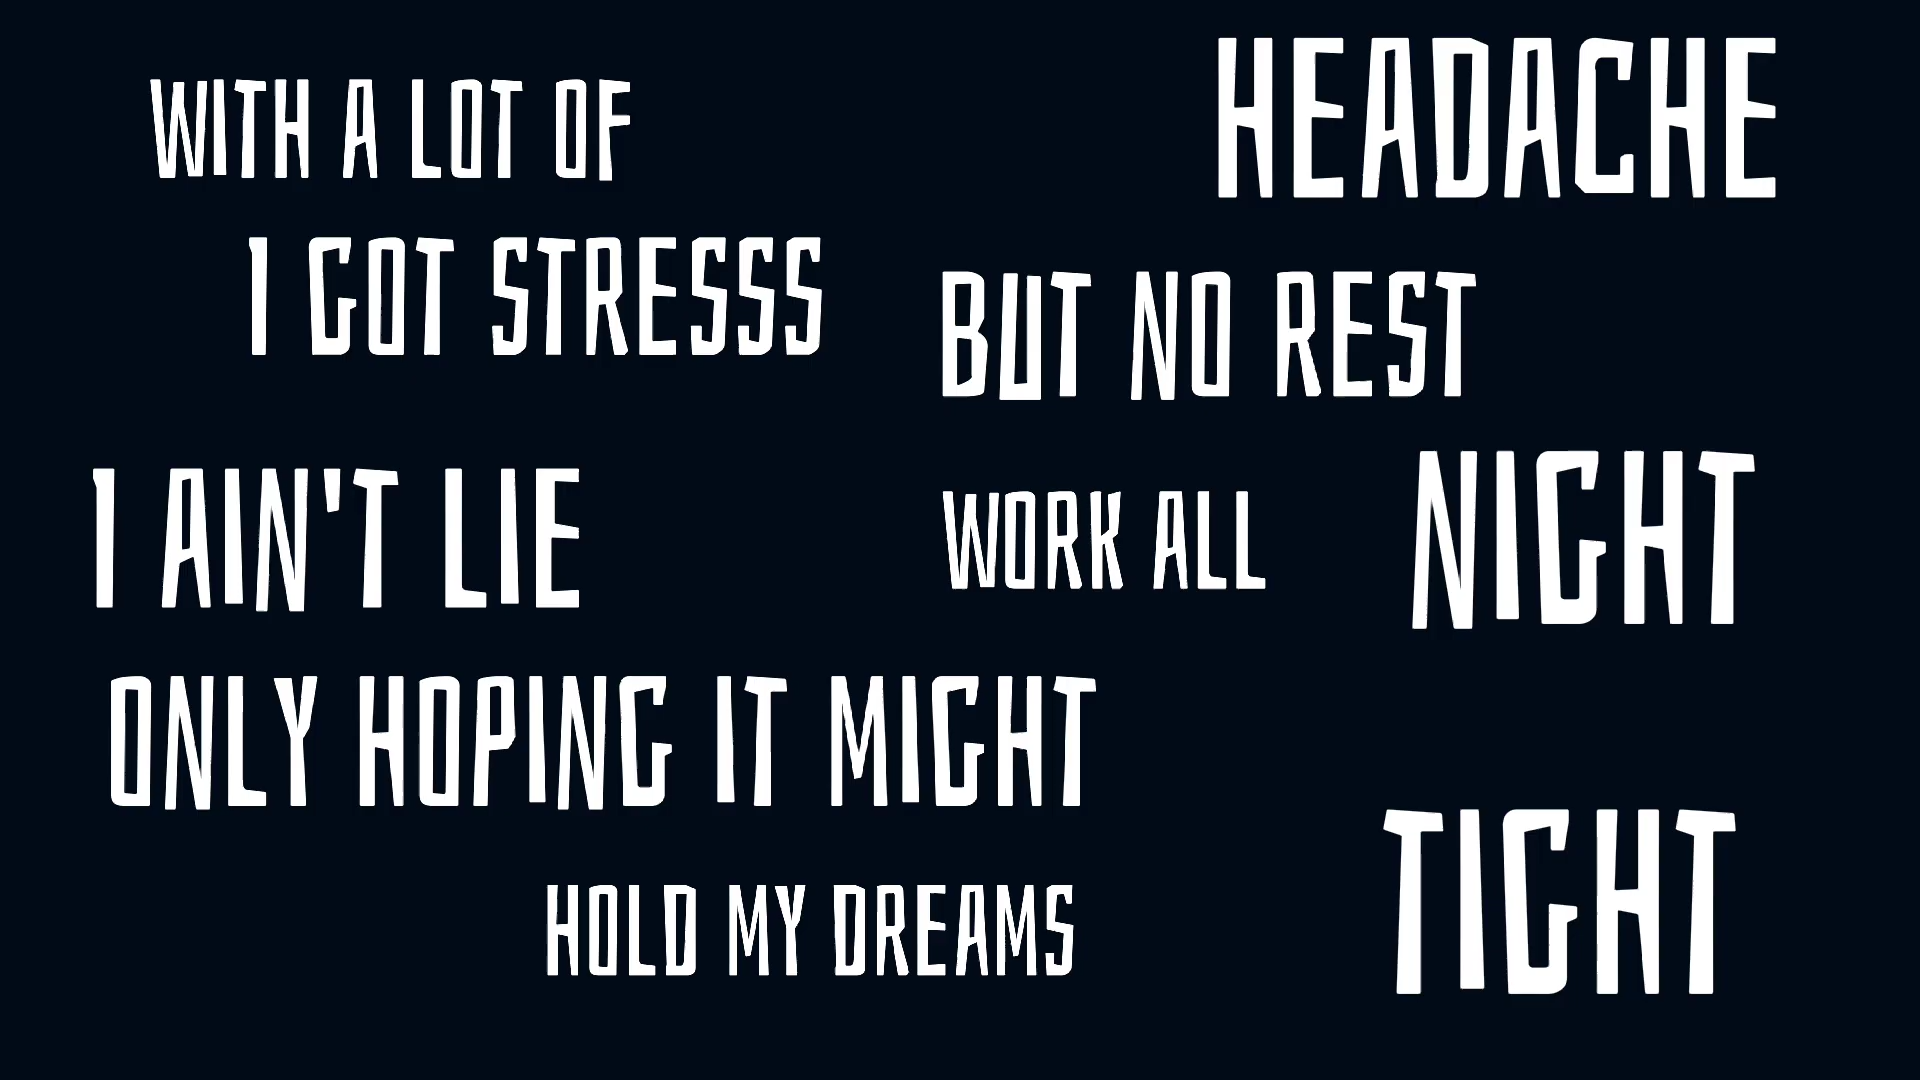 WITH A LOT OF HEADACHE
I GOT STRESSS BUT NO REST
I AIN'T LIE WORK ALL NIGHT
ONLY HOPING IT MIGHT
HOLD MY DREAMS TIGHT